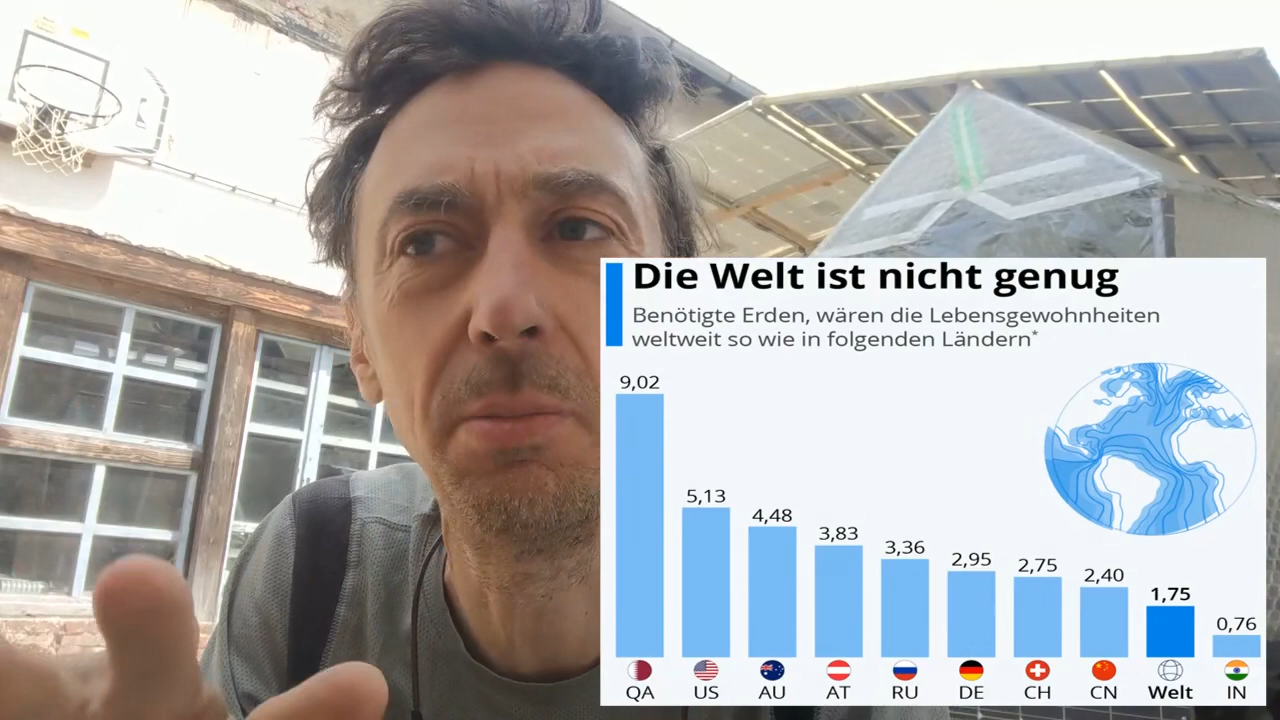 Die Welt ist nicht genug
Benötigte Erden, wären die Lebensgewohnheiten
weltweit so wie in folgenden Ländern*
9,02
5,13
4,48
3,83
3,36
2,95
2,75
2,40
1,75
0,76
QA US AU AT RU DE CH CN Welt IN